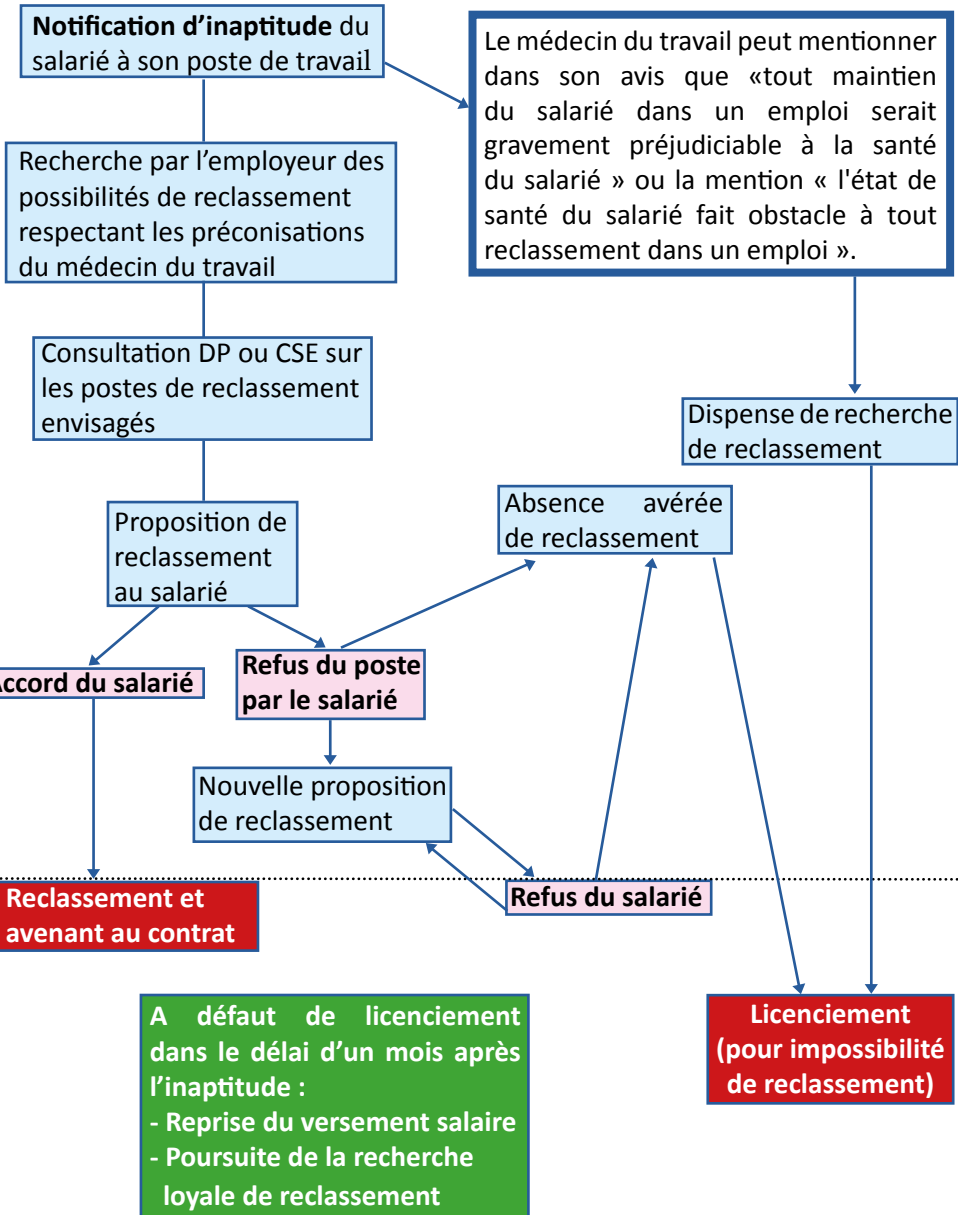 Notification d'inaptitude du
salarié à son poste de travail
Le médecin du travail peut mentionner
dans son avis que «tout maintien
du salarié dans un emploi serait
gravement préjudiciable à la santé
du salarié » ou la mention « l'état de
santé du salarié fait obstacle à tout
reclassement dans un emploi ».
Recherche par l'employeur des
possibilités de reclassement
respectant les préconisations
du médecin du travail
Consultation DP ou CSE sur
les postes de reclassement
envisagés
Dispense de recherche
de reclassement
Proposition de
reclassement
au salarié
Absence avérée
de reclassement
Accord du salarié
Refus du poste
par le salarié
Nouvelle proposition
de reclassement
Refus du salarié
Reclassement et
avenant au contrat
A défaut de licenciement
dans le délai d'un mois après
l'inaptitude :
- Reprise du versement salaire
- Poursuite de la recherche
loyale de reclassement
Licenciement
(pour impossibilité
de reclassement)